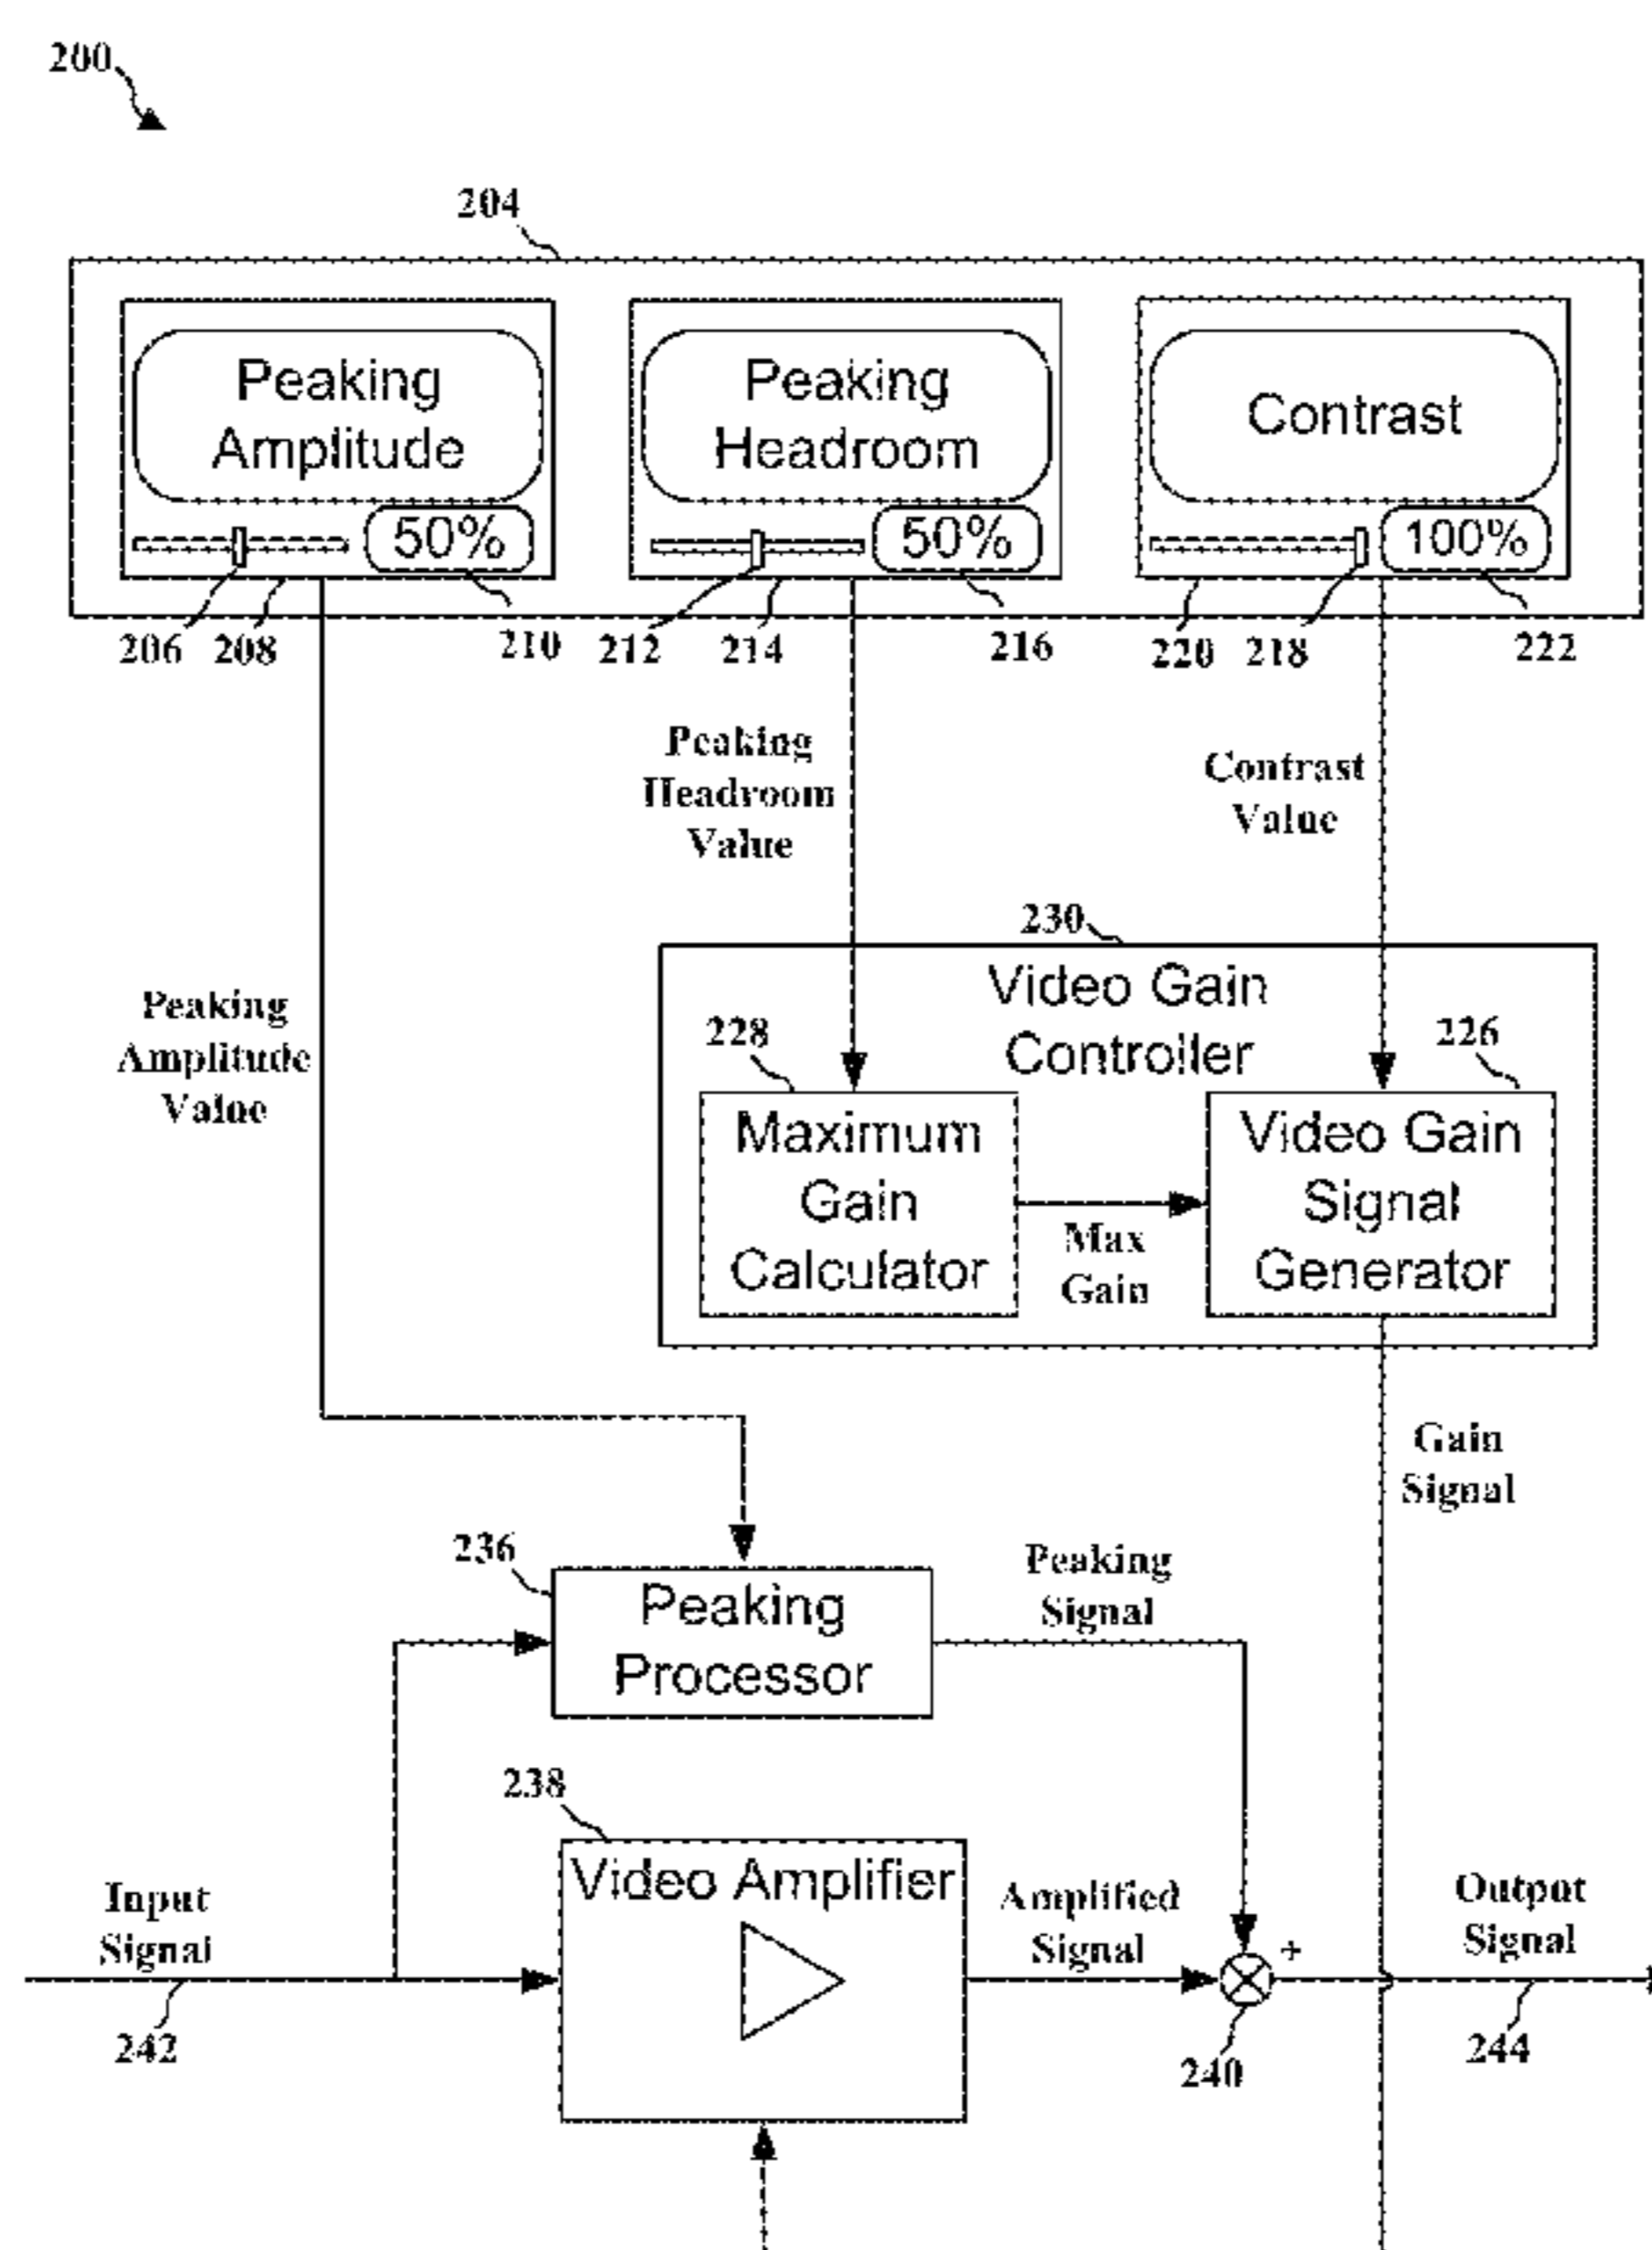 200
204
Peaking
Amplitude
50%
Peaking
Headroom
50%
Contrast
100%
206
208
210
212
214
216
220
218
222
Peaking
Headroom
Value
Contrast
Value
230
Video Gain
Controller
Peaking
Amplitude
Value
228
226
Maximum
Gain
Calculator
Max
Gain
Video Gain
Signal
Generator
Gain
Signal
236
Peaking
Processor
Peaking
Signal
238
Video Amplifier
Input
Signal
242
Amplified
Signal
+
240
Output
Signal
244